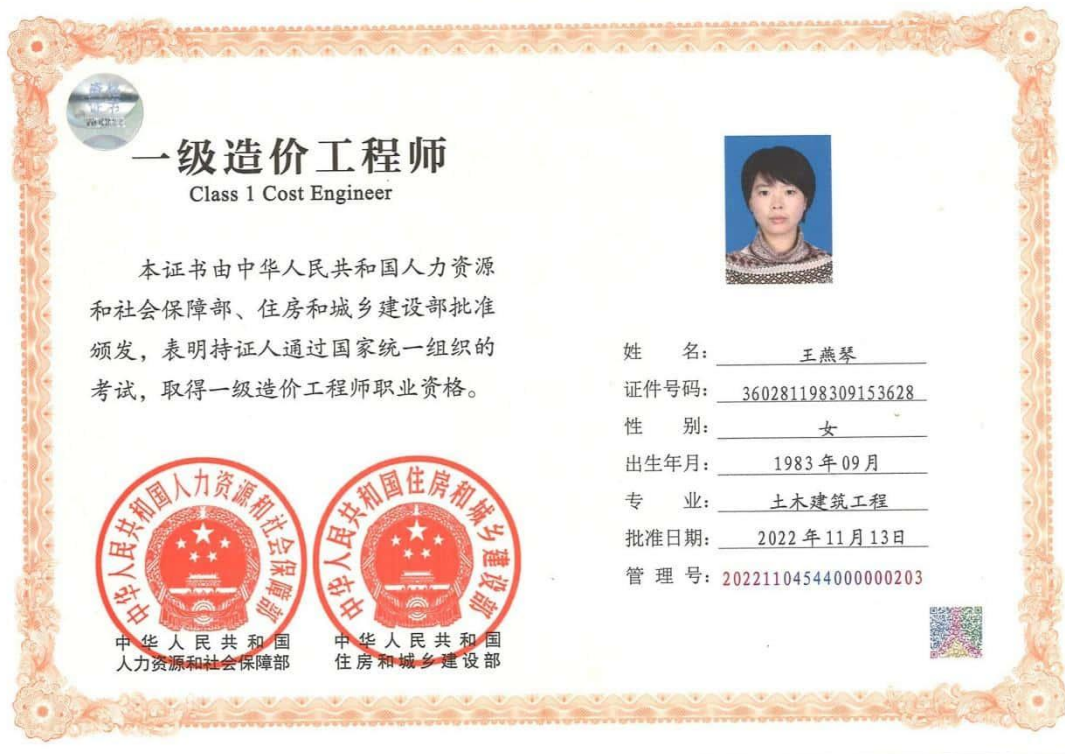 资格
证书
一级造价工程师
Class 1 Cost Engineer
本证书由中华人民共和国人力资源
和社会保障部、住房和城乡建设部批准
颁发，表明持证人通过国家统一组织的
考试，取得一级造价工程师职业资格。
中华人民共和国人力资源和社会保障部
中华人民共和国
人力资源和社会保障部
中华人民共和国住房和城乡建设部
中华人民共和国
住房和城乡建设部
姓 名：王燕琴
证件号码：360281198309153628
性 别：女
出生年月：1983年09月
专 业：土木建筑工程
批准日期：2022年11月13日
管 理 号：20221104544000000203